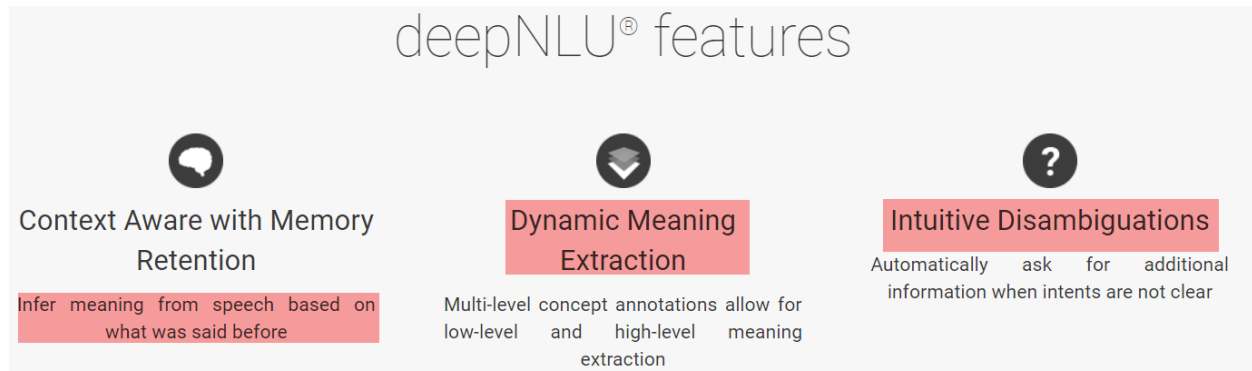 deepNLU® features
Context Aware with Memory
Retention
Infer meaning from speech based on
what was said before
Dynamic Meaning
Extraction
Multi-level concept annotations allow for
low-level and high-level meaning
extraction
?
Intuitive Disambiguations
Automatically ask for additional
information when intents are not clear